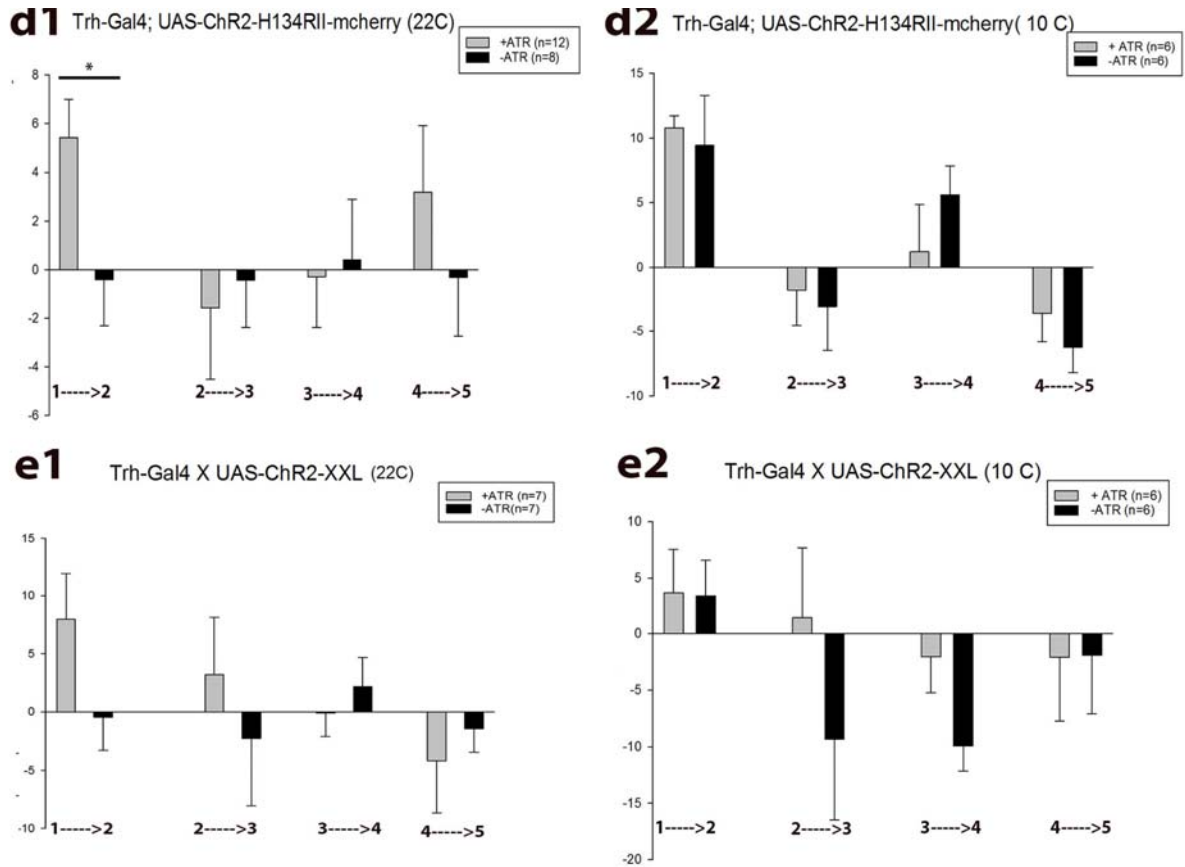 d1 Trh-Gal4; UAS-ChR2-H134RII-mcherry (22C)
+ATR (n=12)
-ATR (n=8)
*
8
6
4
2
0
-2
-4
-6
1----->2 2----->3 3----->4 4----->5
d2 Trh-Gal4; UAS-ChR2-H134RII-mcherry( 10 C)
+ ATR (n=6)
-ATR (n=6)
15
10
5
0
-5
-10
1----->2 2----->3 3----->4 4----->5
e1 Trh-Gal4 X UAS-ChR2-XXL (22C)
+ATR (n=7)
-ATR(n=7)
15
10
5
0
-5
-10
1----->2 2----->3 3----->4 4----->5
e2 Trh-Gal4 X UAS-ChR2-XXL (10 C)
+ ATR (n=6)
-ATR (n=6)
10
5
0
-5
-10
-15
-20
1----->2 2----->3 3----->4 4----->5